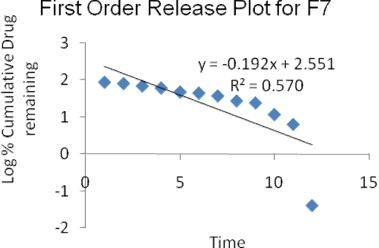 First Order Release Plot for F7
Log % Cumulative Drug
remaining
3
2
1
0
-1
-2
0
5
10
15
y = -0.192x + 2.551
R² = 0.570
Time